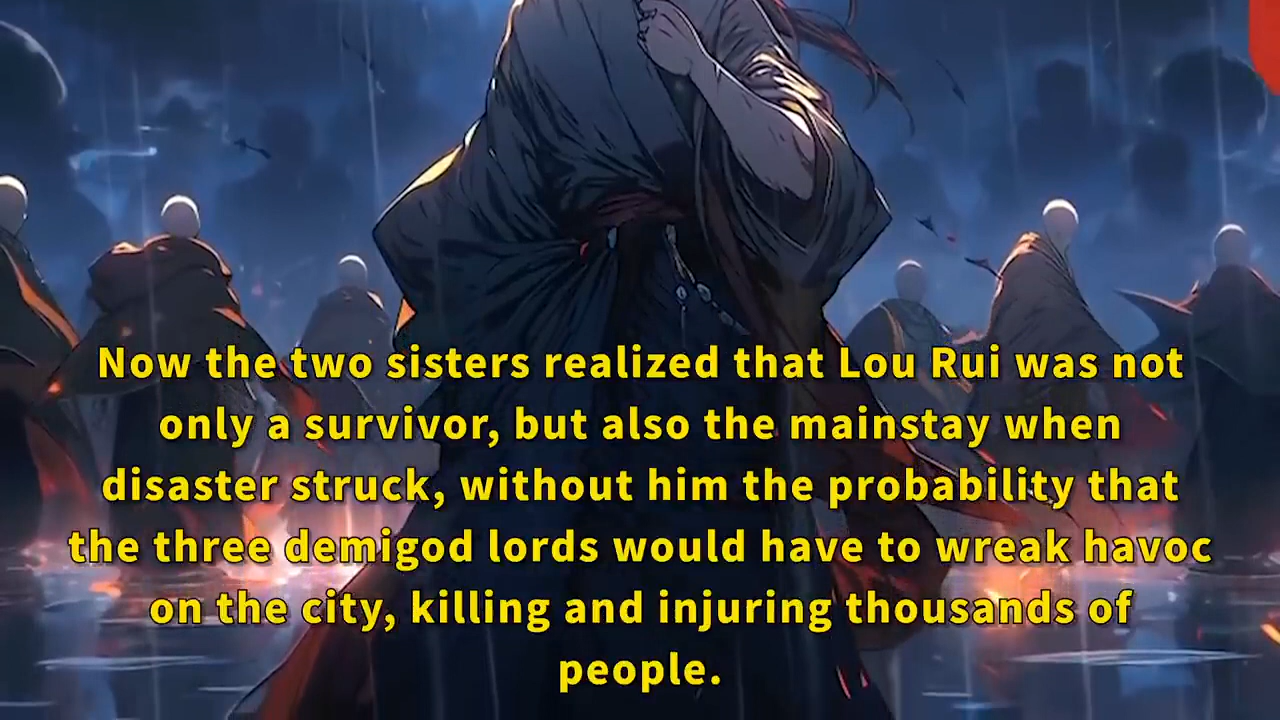 Now the two sisters realized that Lou Rui was not
only a survivor, but also the mainstay when
disaster struck, without him the probability that
the three demigod lords would have to wreak havoc
on the city, killing and injuring thousands of
people.